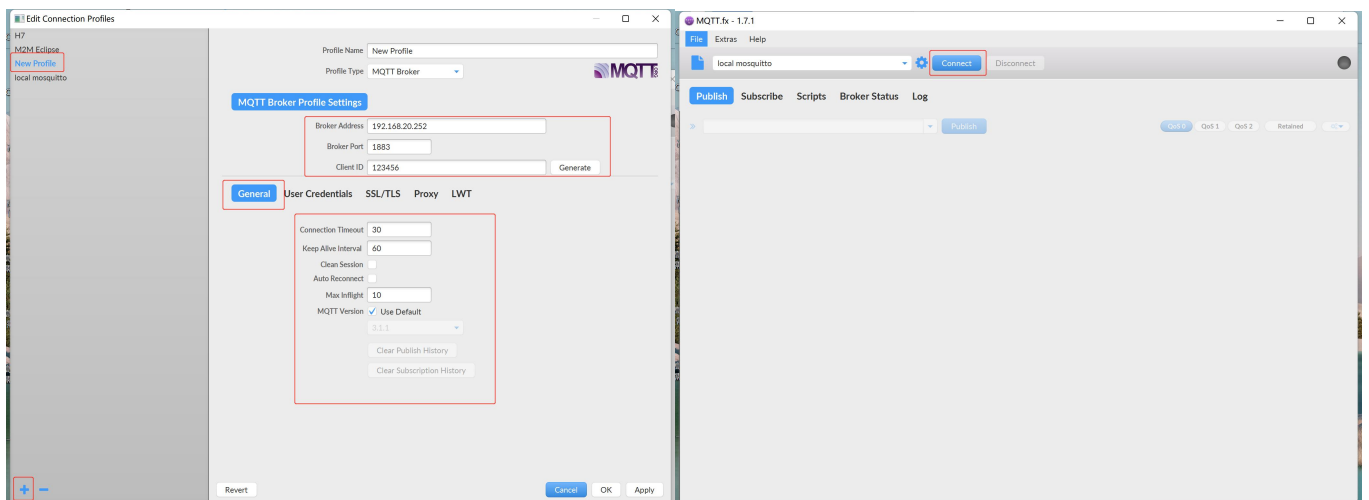 Edit Connection Profiles
H7
M2M Eclipse
New Profile
local mosquitto
Profile Name New Profile
Profile Type MQTT Broker
MQTT
MQTT Broker Profile Settings
Broker Address 192.168.20.252
Broker Port 1883
Client ID 123456 Generate
General User Credentials SSL/TLS Proxy LWT
Connection Timeout 30
Keep Alive Interval 60
Clean Session
Auto Reconnect
Max Inflight 10
MQTT Version Use Default
3.1.1
Clear Publish History
Clear Subscription History
Revert Cancel OK Apply
MQTT.fx - 1.7.1
File Extras Help
local mosquitto Connect Disconnect
Publish Subscribe Scripts Broker Status Log
Publish QoS 0 QoS 1 QoS 2 Retained